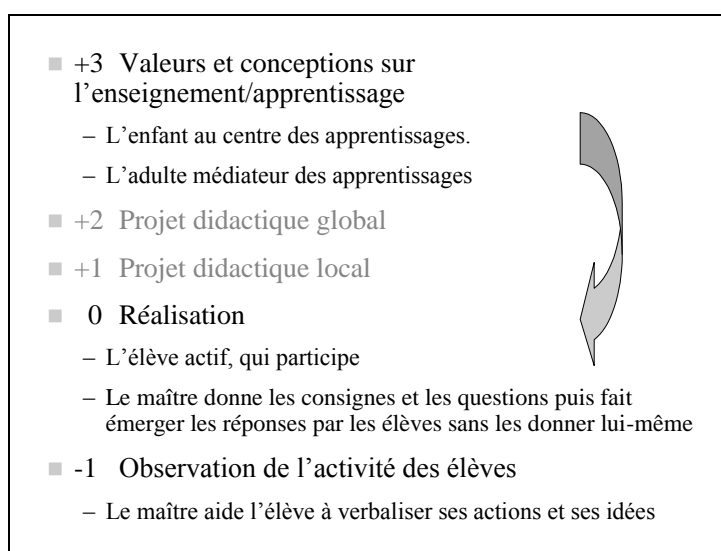 +3 Valeurs et conceptions sur
l'enseignement/apprentissage
– L'enfant au centre des apprentissages.
– L'adulte médiateur des apprentissages
+2 Projet didactique global
+1 Projet didactique local
0 Réalisation
– L'élève actif, qui participe
– Le maître donne les consignes et les questions puis fait
émerger les réponses par les élèves sans les donner lui-même
-1 Observation de l'activité des élèves
– Le maître aide l'élève à verbaliser ses actions et ses idées